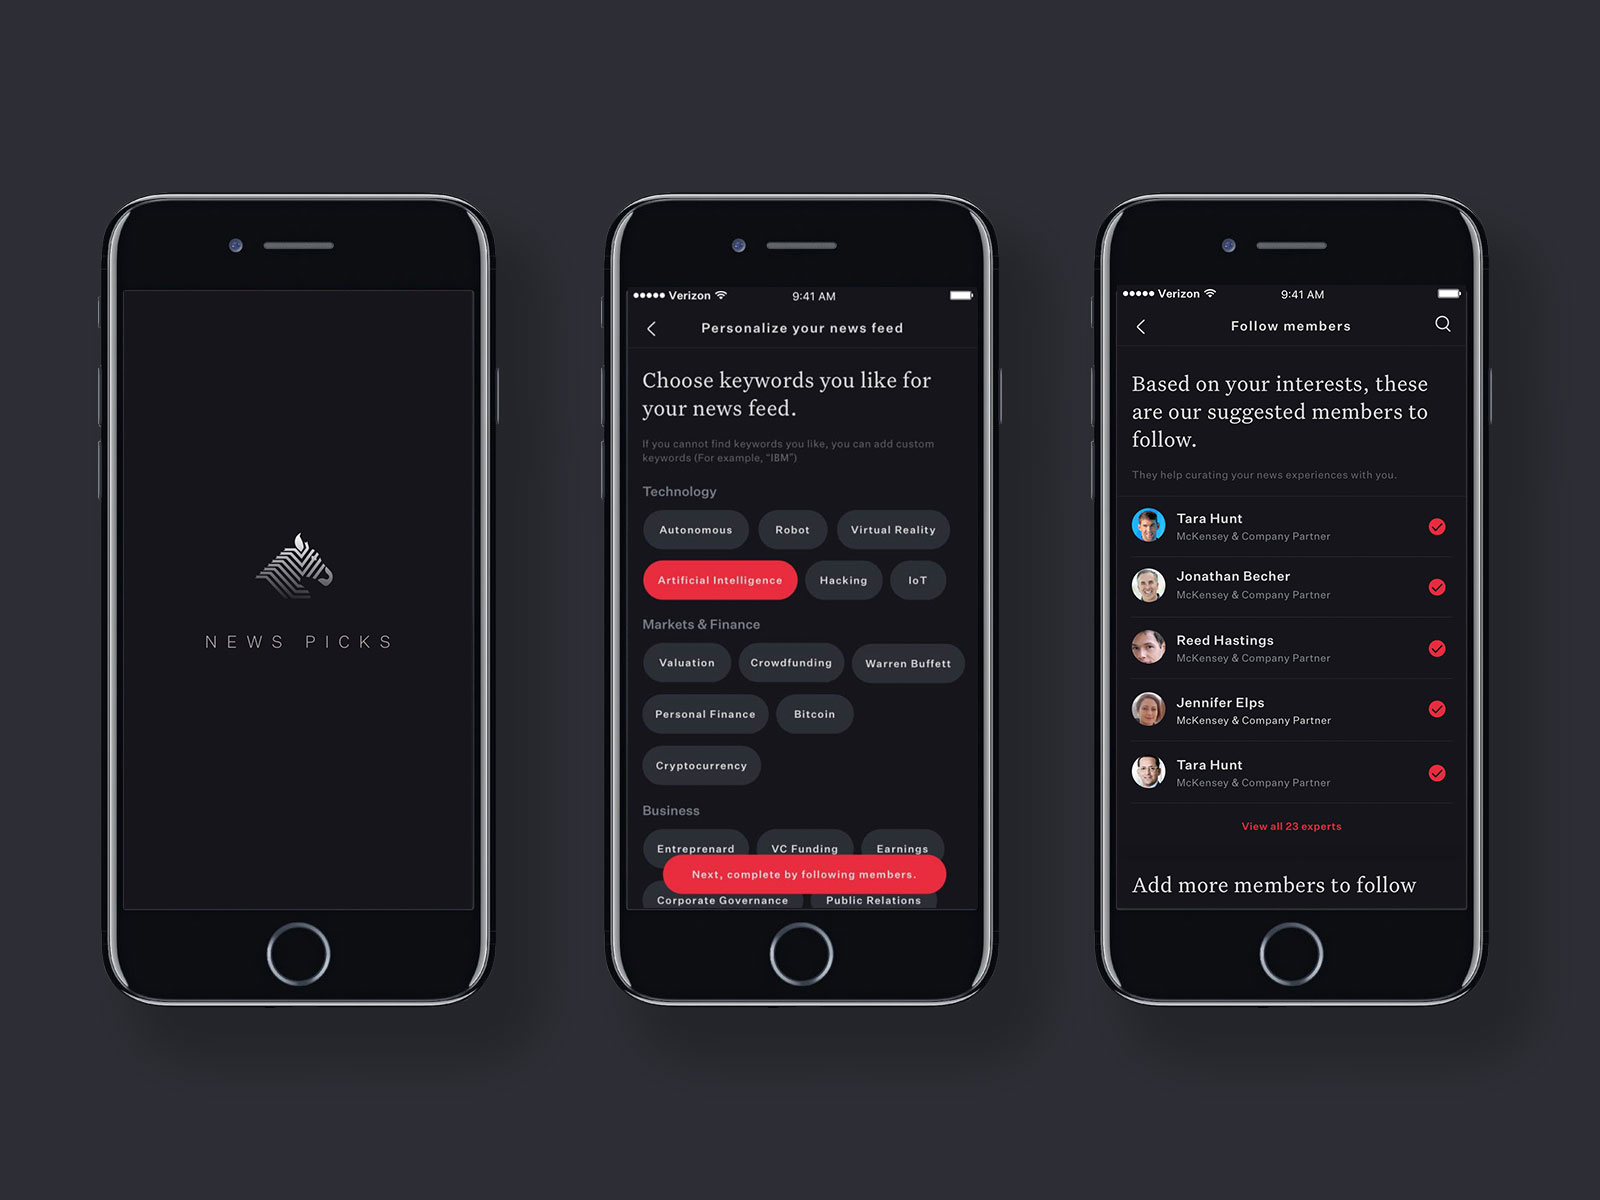 NEWS PICKS
Verizon
9:41 AM
Personalize your news feed
Choose keywords you like for
your news feed.
If you cannot find keywords you like, you can add custom
keywords (For example, “IBM”)
Technology
Autonomous
Robot
Virtual Reality
Artificial Intelligence
Hacking
IoT
Markets & Finance
Valuation
Crowdfunding
Warren Buffett
Personal Finance
Bitcoin
Cryptocurrency
Business
Entreprenard
VC Funding
Earnings
Next, complete by following members.
Corporate Governance
Public Relations
Verizon
9:41 AM
Follow members
Based on your interests, these
are our suggested members to
follow.
They help curating your news experiences with you.
Tara Hunt
McKensey & Company Partner
Jonathan Becher
McKensey & Company Partner
Reed Hastings
McKensey & Company Partner
Jennifer Elps
McKensey & Company Partner
Tara Hunt
McKensey & Company Partner
View all 23 experts
Add more members to follow